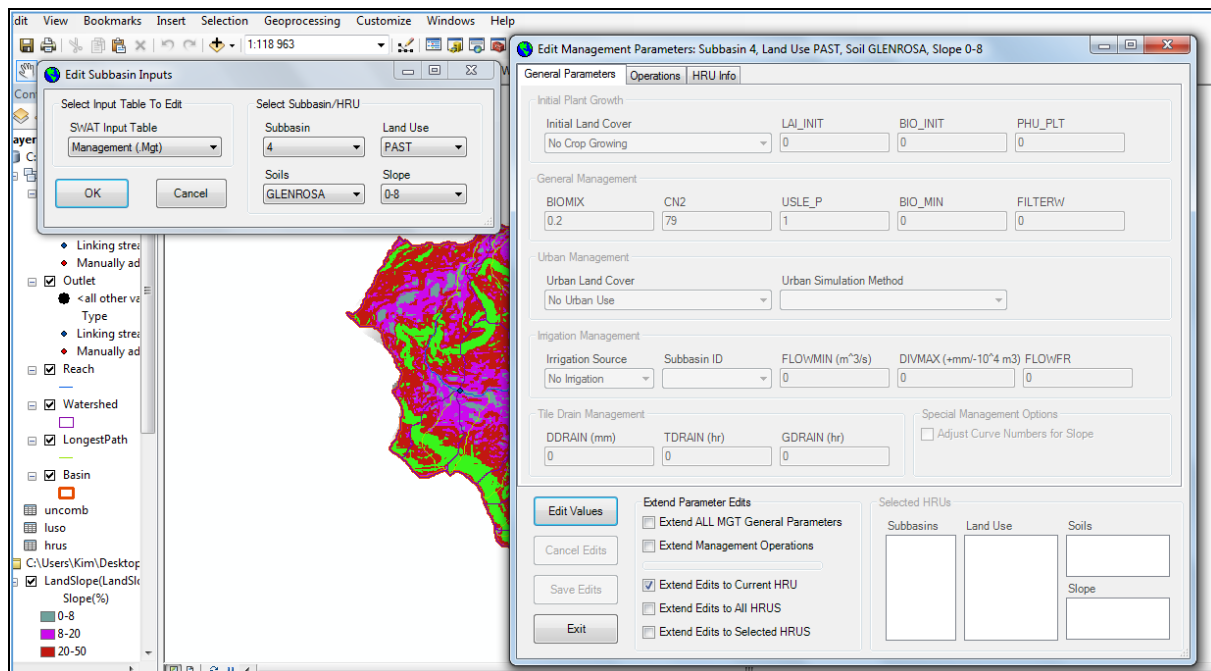 dit View Bookmarks Insert Selection Geoprocessing Customize Windows Help
1:118 963
Edit Subbasin Inputs
Select Input Table To Edit
SWAT Input Table
Management (.Mgt)
OK
Cancel
Select Subbasin/HRU
Subbasin
Land Use
4
PAST
Soils
Slope
GLENROSA
0-8
Con
ayer
C:
Linking strea
Manually ad
Outlet
<all other va
Type
Linking strea
Manually ad
Reach
Watershed
LongestPath
Basin
uncomb
luso
hrus
C:\Users\Kim\Desktop
LandSlope(LandSlo
Slope(%)
0-8
8-20
20-50
Edit Management Parameters: Subbasin 4, Land Use PAST, Soil GLENROSA, Slope 0-8
General Parameters
Operations
HRU Info
Initial Plant Growth
Initial Land Cover LAI_INIT BIO_INIT PHU_PLT
No Crop Growing 0 0 0
General Management
BIOMIX CN2 USLE_P BIO_MIN FILTERW
0.2 79 1 0 0
Urban Management
Urban Land Cover Urban Simulation Method
No Urban Use
Irrigation Management
Irrigation Source Subbasin ID FLOWMIN (m^3/s) DIVMAX (+mm/-10^4 m3) FLOWFR
No Irrigation 0 0 0
Tile Drain Management
DDRAIN (mm) TDRAIN (hr) GDRAIN (hr)
0 0 0
Special Management Options
Adjust Curve Numbers for Slope
Edit Values
Cancel Edits
Save Edits
Exit
Extend Parameter Edits
Extend ALL MGT General Parameters
Extend Management Operations
Extend Edits to Current HRU
Extend Edits to All HRUS
Extend Edits to Selected HRUS
Selected HRUs
Subbasins Land Use Soils
Slope